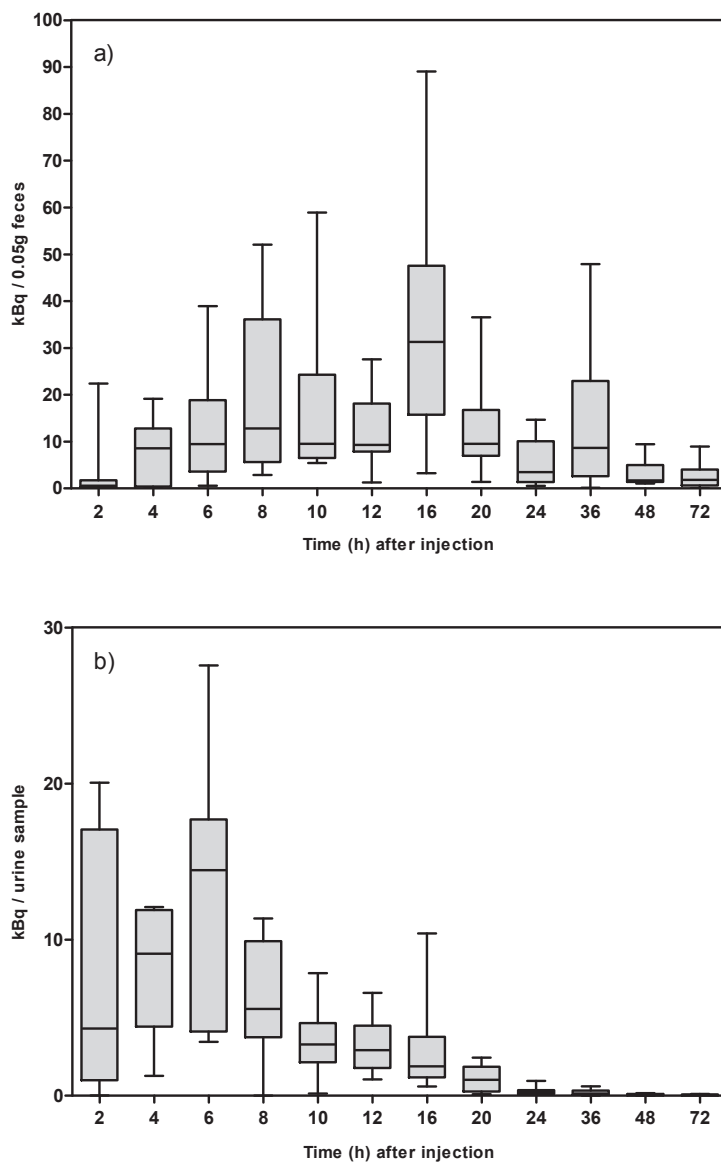 100
a)
90
80
70
60
50
40
30
20
10
0
kBq / 0.05g feces
2 4 6 8 10 12 16 20 24 36 48 72
Time (h) after injection
30
b)
20
10
0
kBq / urine sample
2 4 6 8 10 12 16 20 24 36 48 72
Time (h) after injection